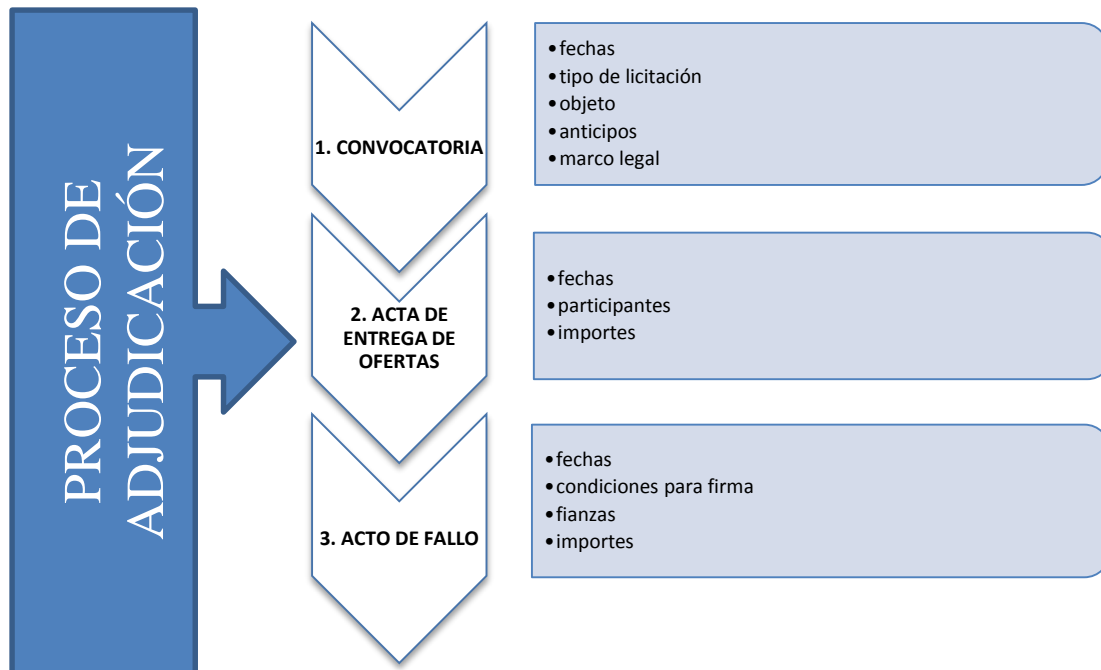 PROCESO DE
ADJUDICACIÓN
1. CONVOCATORIA
•fechas
•tipo de licitación
•objeto
•anticipos
•marco legal
2. ACTA DE
ENTREGA DE
OFERTAS
•fechas
•participantes
•importes
3. ACTO DE FALLO
•fechas
•condiciones para firma
•fianzas
•importes